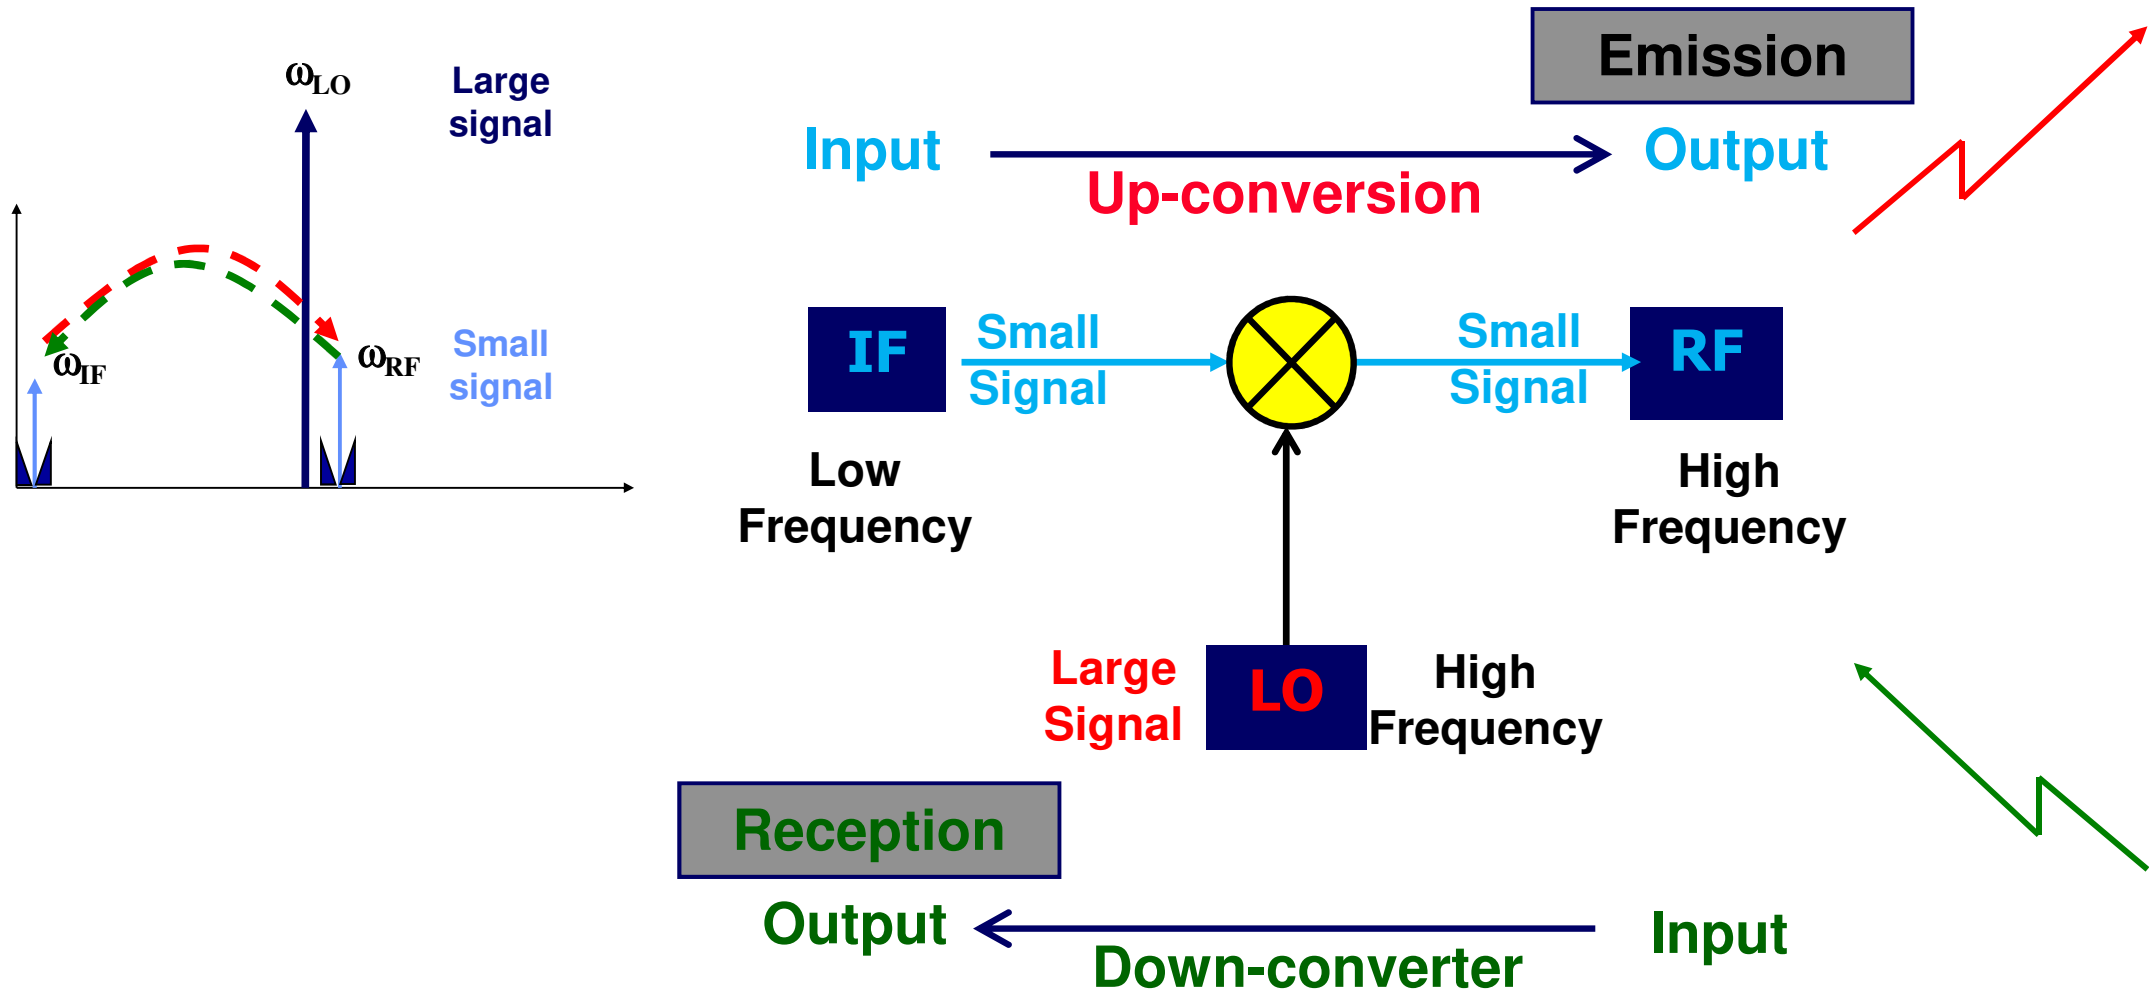 ωLO
Large
signal
ωIF
ωRF
Small
signal
Emission
Input
Output
Up-conversion
IF
Small
Signal
Small
Signal
RF
Low
Frequency
High
Frequency
Large
Signal
LO
High
Frequency
Reception
Output
Input
Down-converter